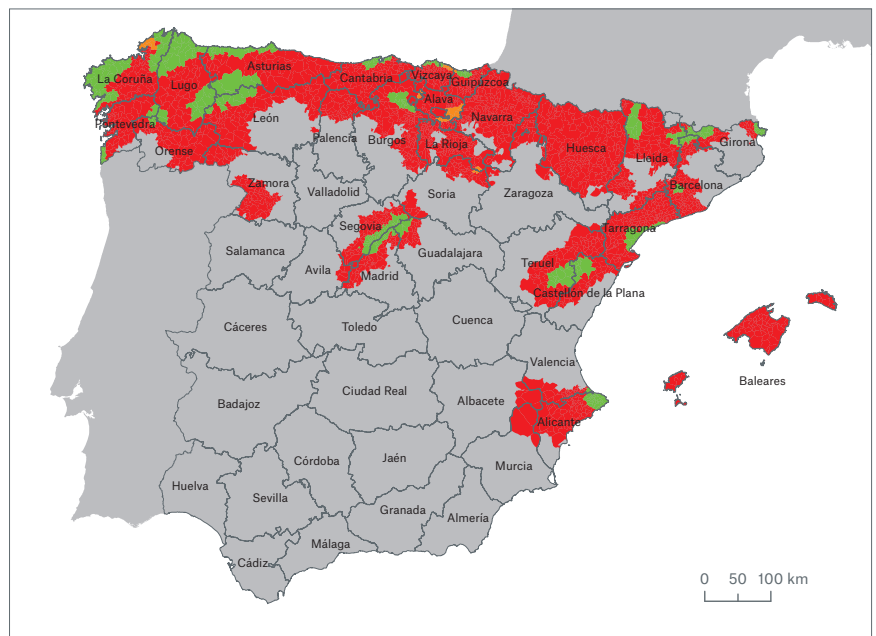 Asturias
La Coruña
Lugo
Cantabria
Vizcaya
Guipúzcoa
Alava
Navarra
León
Pontevedra
Orense
Palencia
Burgos
La Rioja
Huesca
Lleida
Girona
Zamora
Valladolid
Soria
Zaragoza
Barcelona
Segovia
Tarragona
Salamanca
Avila
Madrid
Guadalajara
Teruel
Castellón de la Plana
Cáceres
Toledo
Cuenca
Valencia
Baleares
Badajoz
Ciudad Real
Albacete
Alicante
Córdoba
Jaén
Murcia
Huelva
Sevilla
Granada
Almería
Málaga
Cádiz
0 50 100 km